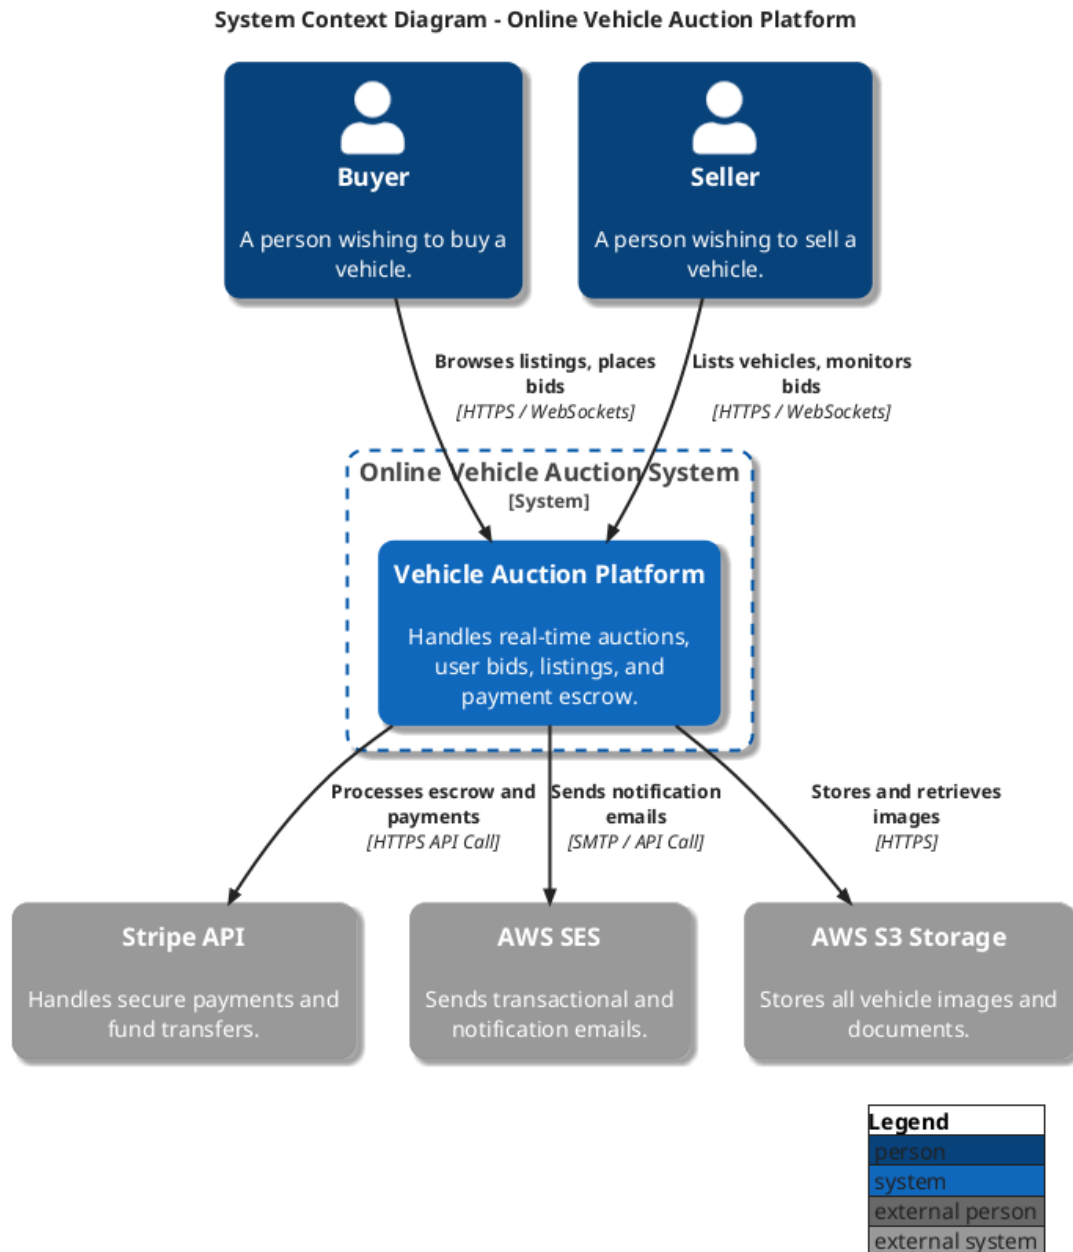 System Context Diagram - Online Vehicle Auction Platform
Buyer
A person wishing to buy a
vehicle.
Seller
A person wishing to sell a
vehicle.
Browses listings, places
bids
[HTTPS / WebSockets]
Lists vehicles, monitors
bids
[HTTPS / WebSockets]
Online Vehicle Auction System
[System]
Vehicle Auction Platform
Handles real-time auctions,
user bids, listings, and
payment escrow.
Processes escrow and
payments
[HTTPS API Call]
Sends notification
emails
[SMTP / API Call]
Stores and retrieves
images
[HTTPS]
Stripe API
Handles secure payments and
fund transfers.
AWS SES
Sends transactional and
notification emails.
AWS S3 Storage
Stores all vehicle images and
documents.
Legend
person
system
external person
external system